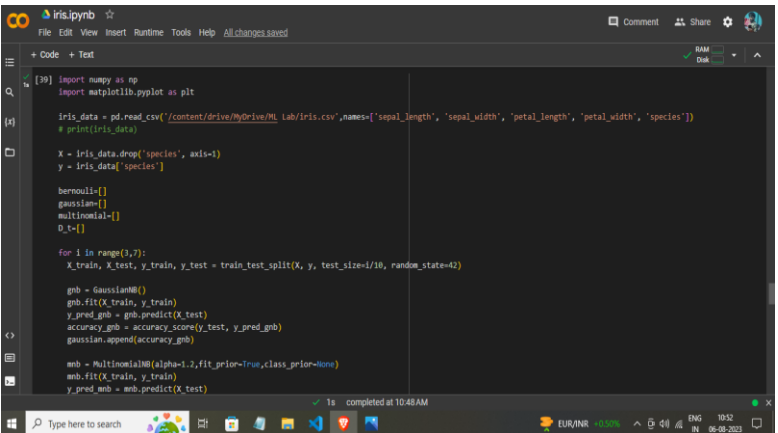 iris.ipynb
File Edit View Insert Runtime Tools Help All changes saved
Comment Share
+ Code + Text
RAM
Disk
1s
[39] import numpy as np
import matplotlib.pyplot as plt
iris_data = pd.read_csv('/content/drive/MyDrive/ML Lab/iris.csv',names=['sepal_length', 'sepal_width', 'petal_length', 'petal_width', 'species'])
# print(iris_data)
X = iris_data.drop('species', axis=1)
y = iris_data['species']
bernouli=[]
gaussian=[]
multinomial=[]
D_t=[]
for i in range(3,7):
X_train, X_test, y_train, y_test = train_test_split(X, y, test_size=i/10, random_state=42)
gnb = GaussianNB()
gnb.fit(X_train, y_train)
y_pred_gnb = gnb.predict(X_test)
accuracy_gnb = accuracy_score(y_test, y_pred_gnb)
gaussian.append(accuracy_gnb)
mnb = MultinomialNB(alpha=1.2,fit_prior=True,class_prior=None)
mnb.fit(X_train, y_train)
y_pred_mnb = mnb.predict(X_test)
{x}
<>
1s completed at 10:48 AM
Type here to search
EUR/INR +0.50%
ENG
IN
10:52
06-08-2023